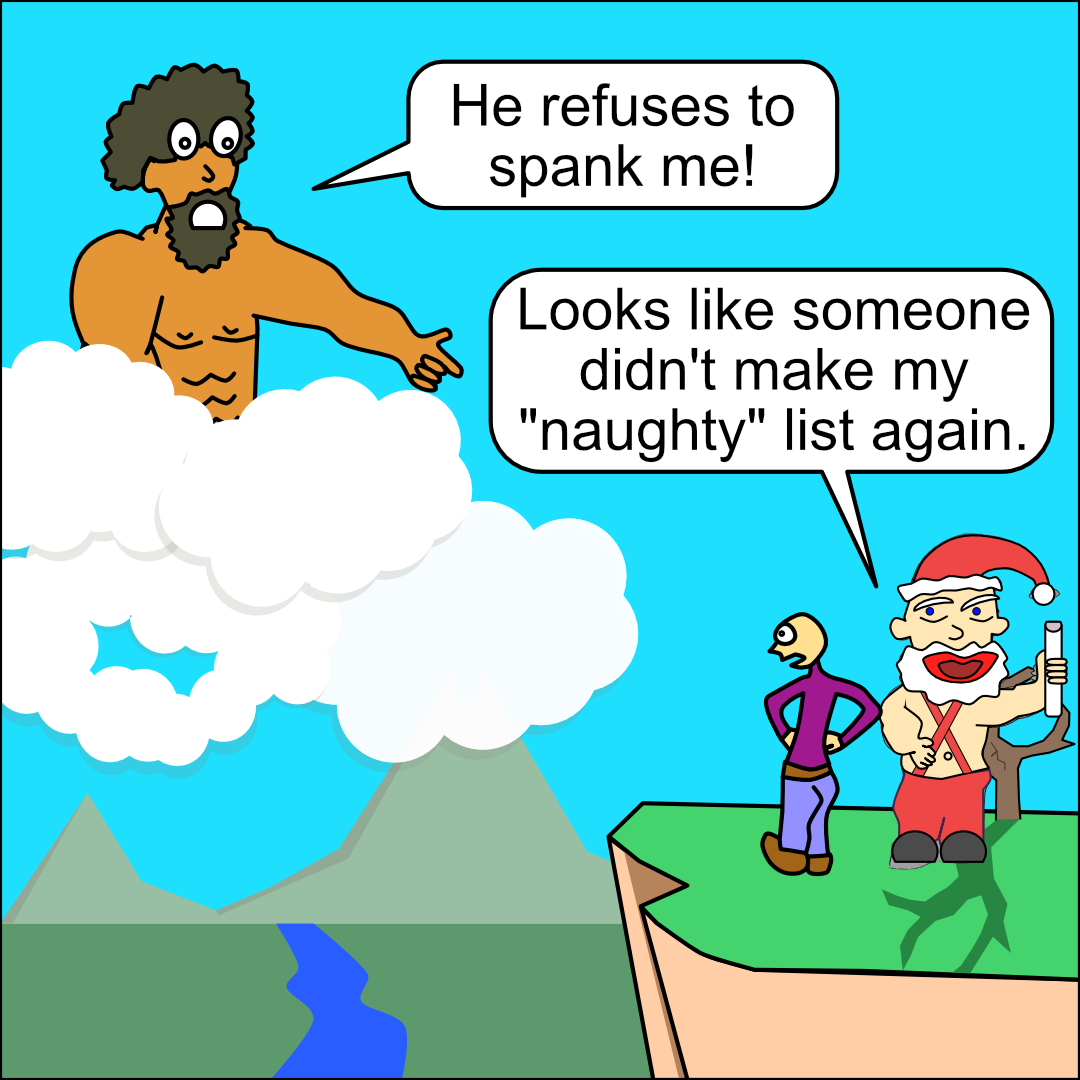 He refuses to
spank me!
Looks like someone
didn't make my
"naughty" list again.